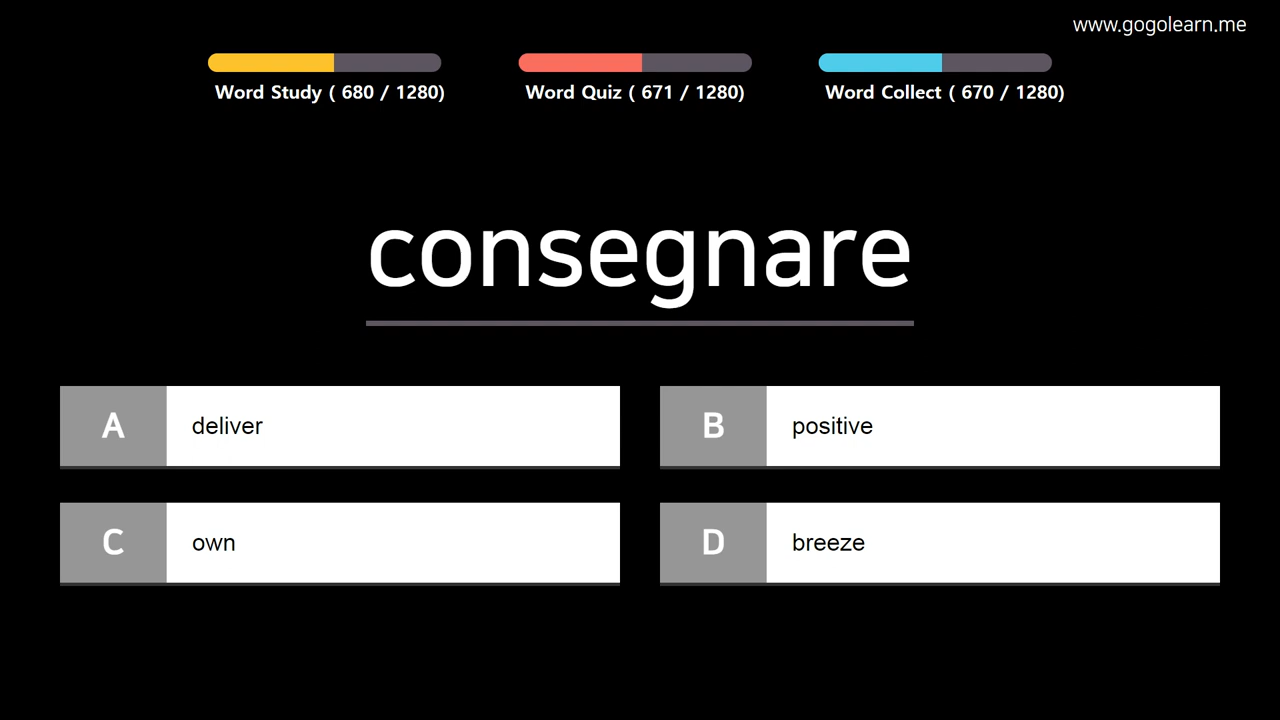 www.gogolearn.me
Word Study ( 680 / 1280)
Word Quiz ( 671 / 1280)
Word Collect ( 670 / 1280)
consegnare
A deliver
B positive
C own
D breeze